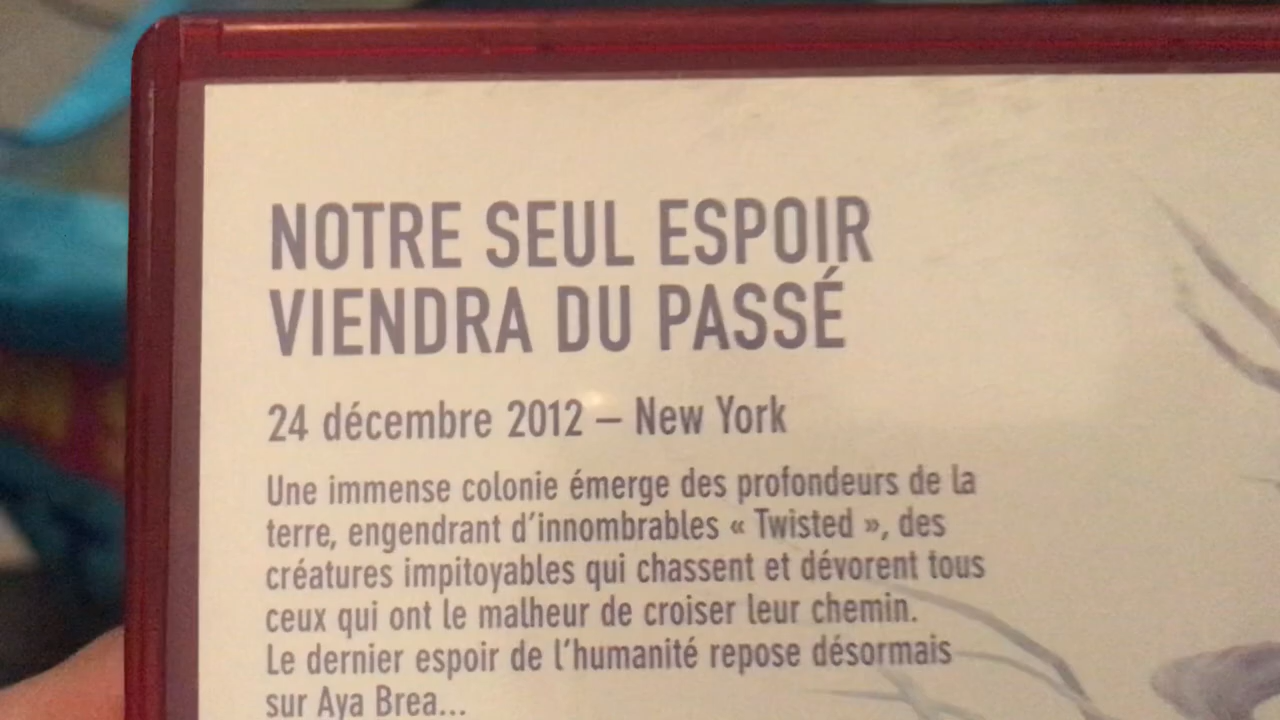 NOTRE SEUL ESPOIR
VIENDRA DU PASSÉ
24 décembre 2012 – New York
Une immense colonie émerge des profondeurs de la
terre, engendrant d'innombrables « Twisted », des
créatures impitoyables qui chassent et dévorent tous
ceux qui ont le malheur de croiser leur chemin.
Le dernier espoir de l'humanité repose désormais
sur Aya Brea...